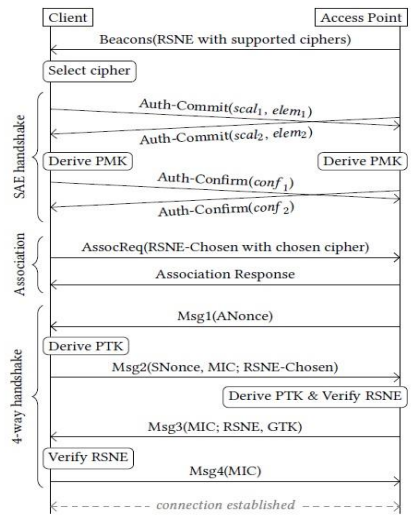 Client Access Point
Beacons(RSNE with supported ciphers)
Select cipher
SAE handshake
Auth-Commit(scal₁, elem₁)
Auth-Commit(scal₂, elem₂)
Derive PMK Derive PMK
Auth-Confirm(conf₁)
Auth-Confirm(conf₂)
Association
AssocReq(RSNE-Chosen with chosen cipher)
Association Response
4-way handshake
Msg1(ANonce)
Derive PTK
Msg2(SNonce, MIC; RSNE-Chosen)
Derive PTK & Verify RSNE
Msg3(MIC; RSNE, GTK)
Verify RSNE
Msg4(MIC)
connection established